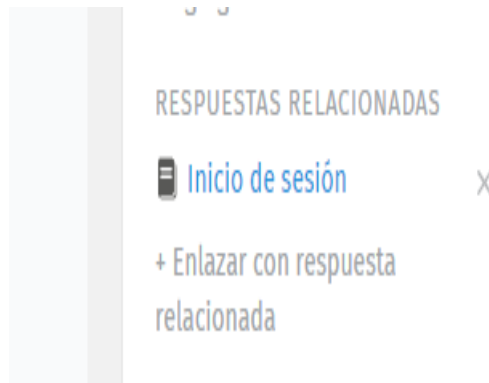 RESPUESTAS RELACIONADAS
Inicio de sesión
+ Enlazar con respuesta
relacionada